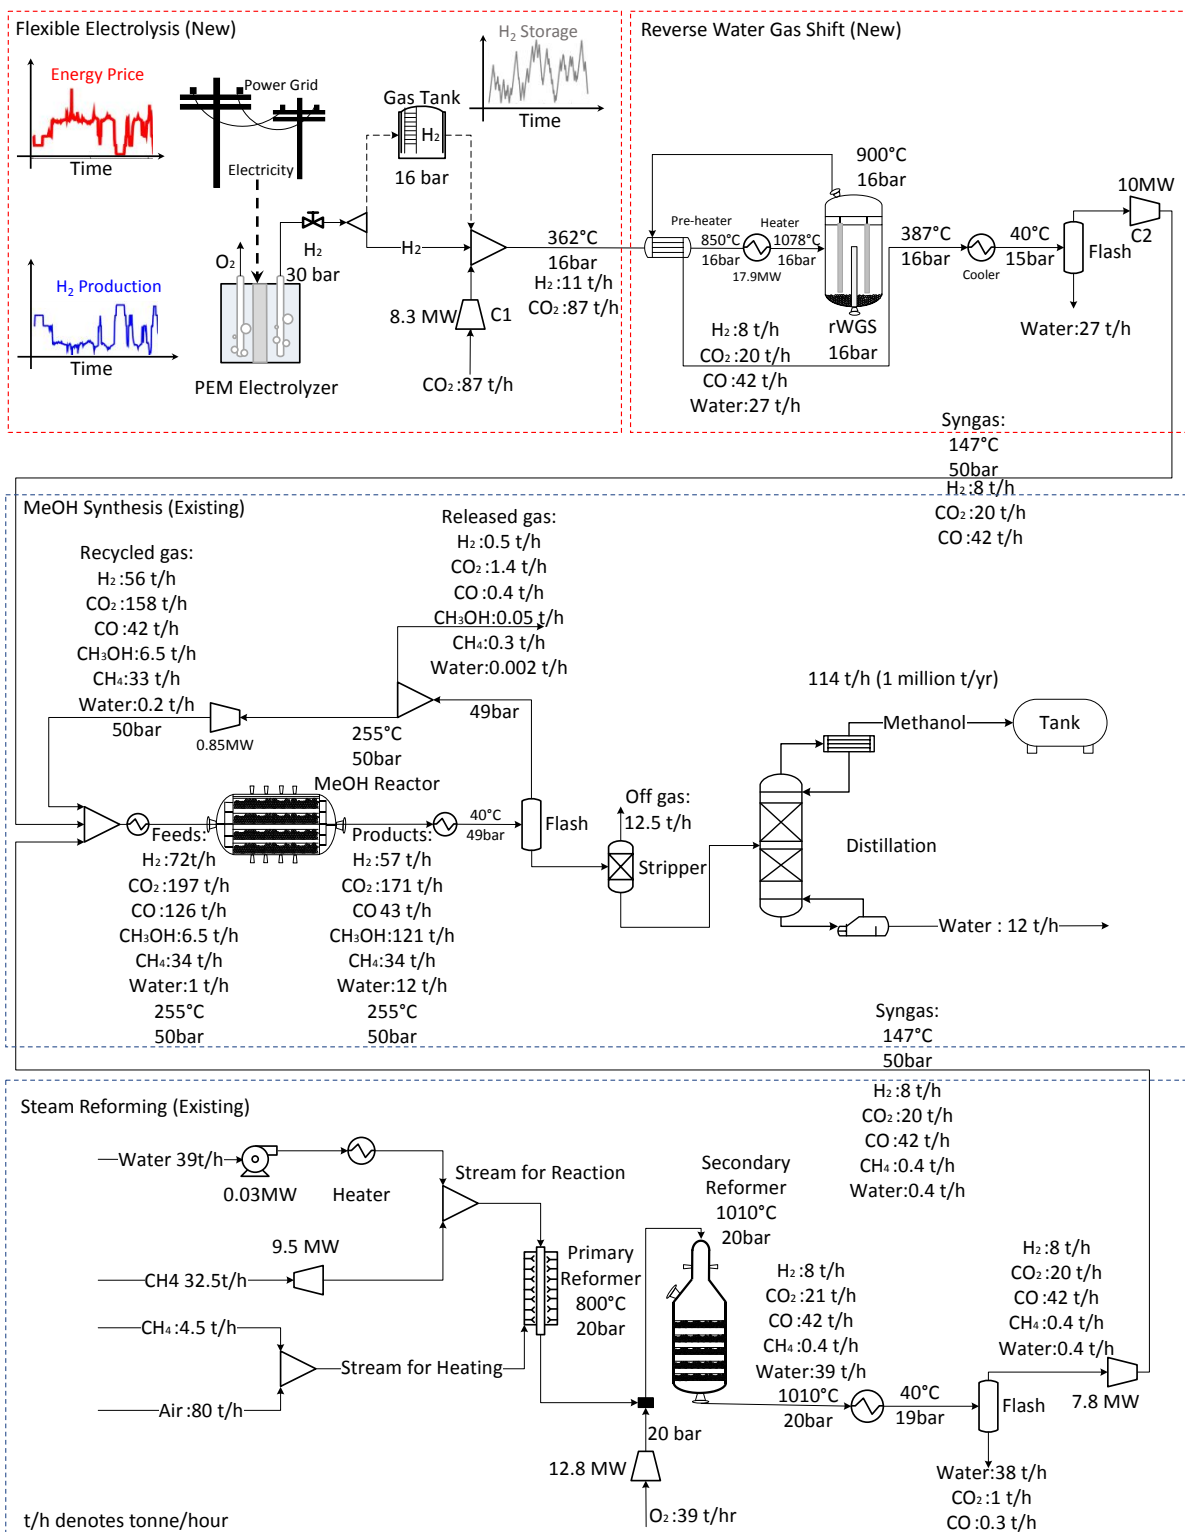 Flexible Electrolysis (New)
Energy Price
Time
H₂ Production
Time
Power Grid
Electricity
O₂
H₂
30 bar
PEM Electrolyzer
Gas Tank
H₂
16 bar
H₂ Storage
Time
H₂
8.3 MW
C1
CO₂:87 t/h
362°C
16bar
H₂:11 t/h
CO₂:87 t/h
Reverse Water Gas Shift (New)
Pre-heater
850°C
16bar
Heater
17.9MW
1078°C
16bar
900°C
16bar
rWGS
16bar
H₂:8 t/h
CO₂:20 t/h
CO:42 t/h
Water:27 t/h
387°C
16bar
Cooler
40°C
15bar
Flash
Water:27 t/h
10MW
C2
Syngas:
147°C
50bar
H₂:8 t/h
CO₂:20 t/h
CO:42 t/h
MeOH Synthesis (Existing)
Recycled gas:
H₂:56 t/h
CO₂:158 t/h
CO:42 t/h
CH₃OH:6.5 t/h
CH₄:33 t/h
Water:0.2 t/h
50bar
0.85MW
Released gas:
H₂:0.5 t/h
CO₂:1.4 t/h
CO:0.4 t/h
CH₃OH:0.05 t/h
CH₄:0.3 t/h
Water:0.002 t/h
49bar
255°C
50bar
MeOH Reactor
Feeds:
H₂:72t/h
CO₂:197 t/h
CO:126 t/h
CH₃OH:6.5 t/h
CH₄:34 t/h
Water:1 t/h
255°C
50bar
Products:
H₂:57 t/h
CO₂:171 t/h
CO 43 t/h
CH₃OH:121 t/h
CH₄:34 t/h
Water:12 t/h
255°C
50bar
40°C
49bar
Flash
Off gas:
12.5 t/h
Stripper
114 t/h (1 million t/yr)
Methanol
Tank
Distillation
Water : 12 t/h
Syngas:
147°C
50bar
H₂:8 t/h
CO₂:20 t/h
CO:42 t/h
CH₄:0.4 t/h
Water:0.4 t/h
Steam Reforming (Existing)
Water 39t/h
0.03MW
Heater
Stream for Reaction
9.5 MW
CH4 32.5t/h
CH₄:4.5 t/h
Stream for Heating
Air:80 t/h
Primary
Reformer
800°C
20bar
Secondary
Reformer
1010°C
20bar
20 bar
12.8 MW
O₂:39 t/hr
H₂:8 t/h
CO₂:21 t/h
CO:42 t/h
CH₄:0.4 t/h
Water:39 t/h
1010°C
20bar
40°C
19bar
Flash
H₂:8 t/h
CO₂:20 t/h
CO:42 t/h
CH₄:0.4 t/h
Water:0.4 t/h
7.8 MW
Water:38 t/h
CO₂:1 t/h
CO:0.3 t/h
t/h denotes tonne/hour